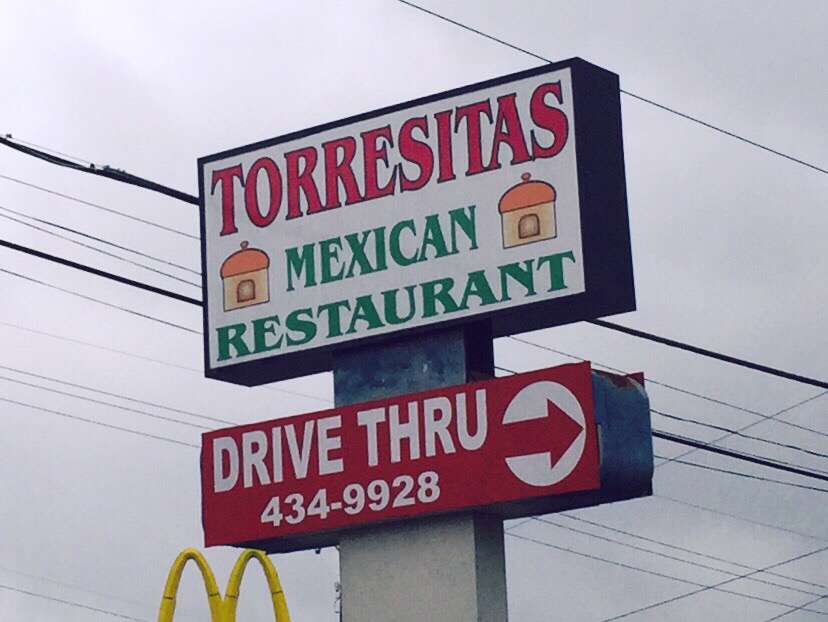 TORRESITAS
MEXICAN
RESTAURANT
DRIVE THRU
434-9928